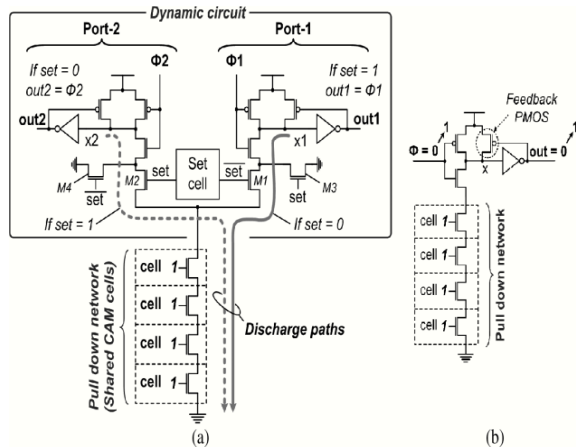 Dynamic circuit
Port-2
Port-1
If set = 0
out2 = Φ2
Φ2
Φ1
If set = 1
out1 = Φ1
out2
out1
x2
x1
set
Set
cell
set
M2
M1
M4
M3
set
set
If set = 1
If set = 0
Pull down network
(Shared CAM cells)
cell 1
cell 1
cell 1
cell 1
Discharge paths
(a)
Feedback
PMOS
1
1
Φ = 0
out = 0
x
cell 1
cell 1
cell 1
cell 1
Pull down network
(b)